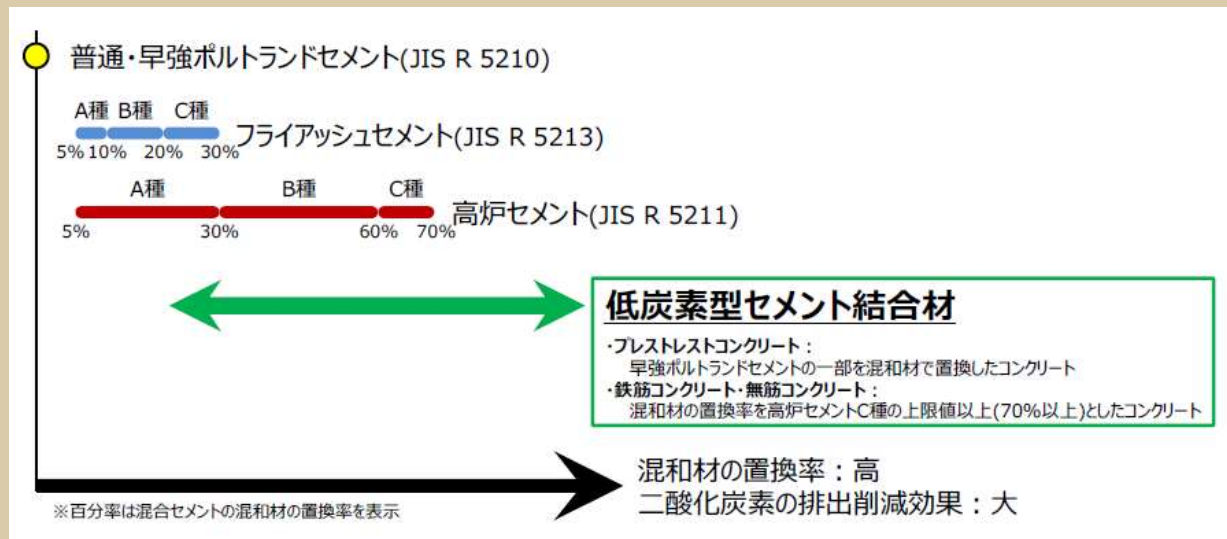 普通・早強ポルトランドセメント(JIS R 5210)
A種 B種 C種
フライアッシュセメント(JIS R 5213)
5% 10% 20% 30%
A種 B種 C種
高炉セメント(JIS R 5211)
5% 30% 60% 70%
低炭素型セメント結合材
・プレストレストコンクリート：
早強ポルトランドセメントの一部を混和材で置換したコンクリート
・鉄筋コンクリート・無筋コンクリート：
混和材の置換率を高炉セメントC種の上限値以上(70%以上)としたコンクリート
混和材の置換率：高
二酸化炭素の排出削減効果：大
※百分率は混合セメントの混和材の置換率を表示